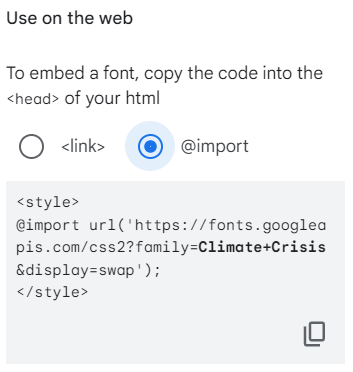 Use on the web
To embed a font, copy the code into the
<head> of your html
<link>
@import
<style>
@import url('https://fonts.googlea
pis.com/css2?family=Climate+Crisis
&display=swap');
</style>